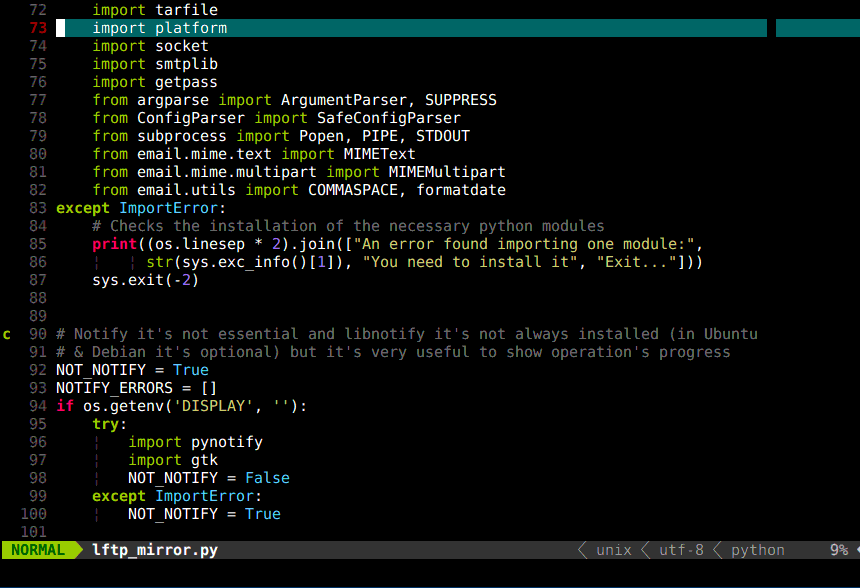 72     import tarfile
73     import platform
74     import socket
75     import smtplib
76     import getpass
77     from argparse import ArgumentParser, SUPPRESS
78     from ConfigParser import SafeConfigParser
79     from subprocess import Popen, PIPE, STDOUT
80     from email.mime.text import MIMEText
81     from email.mime.multipart import MIMEMultipart
82     from email.utils import COMMASPACE, formatdate
83 except ImportError:
84     # Checks the installation of the necessary python modules
85     print((os.linesep * 2).join(["An error found importing one module:",
86     ¦   ¦ str(sys.exc_info()[1]), "You need to install it", "Exit..."]))
87     sys.exit(-2)
88
89
c 90 # Notify it's not essential and libnotify it's not always installed (in Ubuntu
91 # & Debian it's optional) but it's very useful to show operation's progress
92 NOT_NOTIFY = True
93 NOTIFY_ERRORS = []
94 if os.getenv('DISPLAY', ''):
95     try:
96     ¦   import pynotify
97     ¦   import gtk
98     ¦   NOT_NOTIFY = False
99     except ImportError:
100     ¦   NOT_NOTIFY = True
101
NORMAL lftp_mirror.py unix utf-8 python 9%